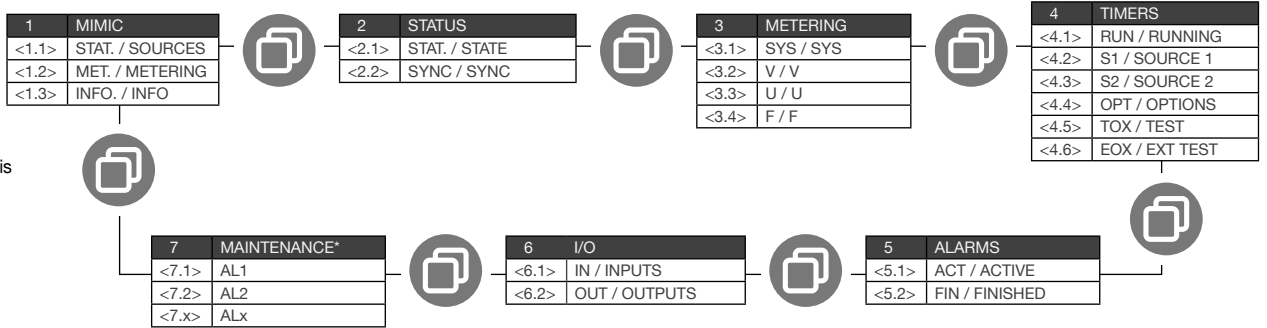 1 MIMIC
<1.1> STAT. / SOURCES
<1.2> MET. / METERING
<1.3> INFO. / INFO
2 STATUS
<2.1> STAT. / STATE
<2.2> SYNC / SYNC
3 METERING
<3.1> SYS / SYS
<3.2> V / V
<3.3> U / U
<3.4> F / F
4 TIMERS
<4.1> RUN / RUNNING
<4.2> S1 / SOURCE 1
<4.3> S2 / SOURCE 2
<4.4> OPT / OPTIONS
<4.5> TOX / TEST
<4.6> EOX / EXT TEST
is
7 MAINTENANCE*
<7.1> AL1
<7.2> AL2
<7.x> ALx
6 I/O
<6.1> IN / INPUTS
<6.2> OUT / OUTPUTS
5 ALARMS
<5.1> ACT / ACTIVE
<5.2> FIN / FINISHED